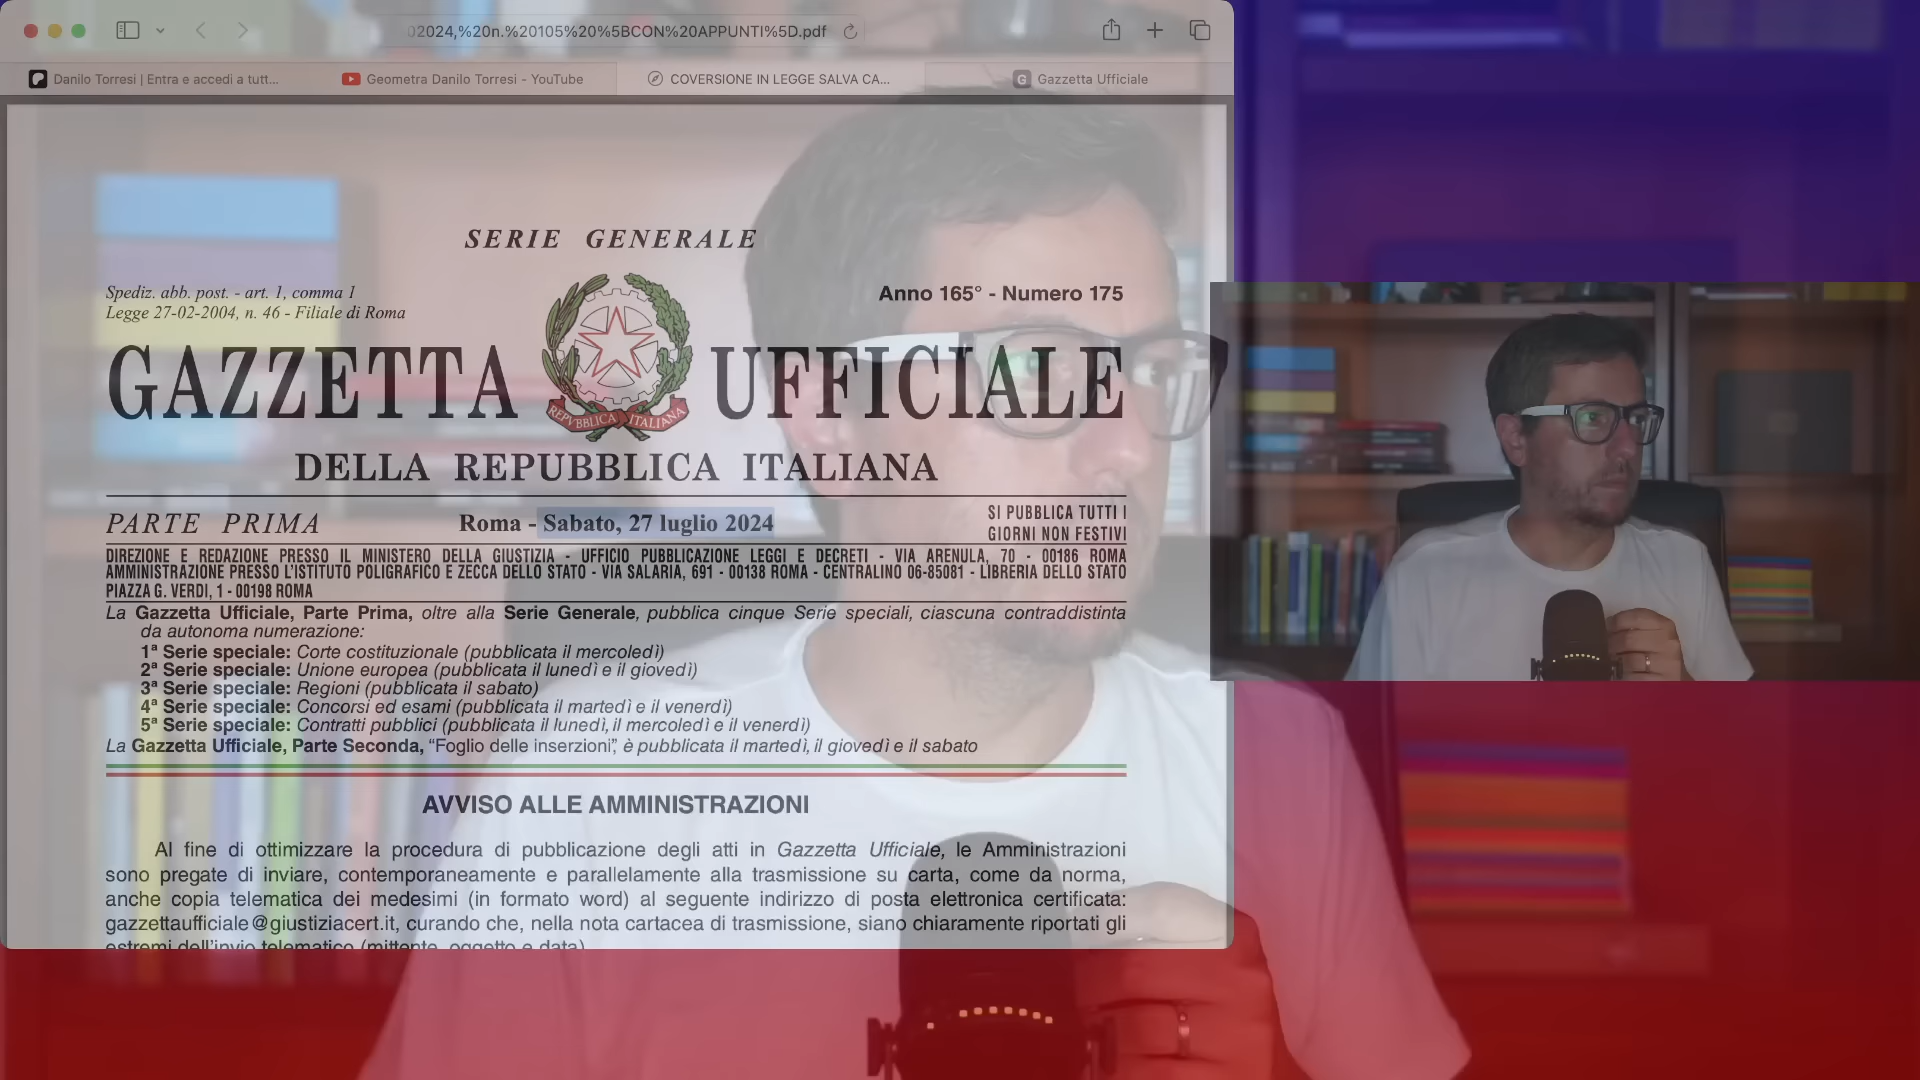 02024,%20n.%20105%20%5BCON%20APPUNTI%5D.pdf
Danilo Torresi | Entra e accedi a tutt...
Geometra Danilo Torresi - YouTube
COVERSIONE IN LEGGE SALVA CA...
G Gazzetta Ufficiale
SERIE GENERALE
Spediz. abb. post. - art. 1, comma 1
Legge 27-02-2004, n. 46 - Filiale di Roma
Anno 165° - Numero 175
GAZZETTA UFFICIALE
REPVBBLICA ITALIANA
DELLA REPUBBLICA ITALIANA
PARTE PRIMA
Roma - Sabato, 27 luglio 2024
SI PUBBLICA TUTTI I
GIORNI NON FESTIVI
DIREZIONE E REDAZIONE PRESSO IL MINISTERO DELLA GIUSTIZIA - UFFICIO PUBBLICAZIONE LEGGI E DECRETI - VIA ARENULA, 70 - 00186 ROMA
AMMINISTRAZIONE PRESSO L'ISTITUTO POLIGRAFICO E ZECCA DELLO STATO - VIA SALARIA, 691 - 00138 ROMA - CENTRALINO 06-85081 - LIBRERIA DELLO STATO
PIAZZA G. VERDI, 1 - 00198 ROMA
La Gazzetta Ufficiale, Parte Prima, oltre alla Serie Generale, pubblica cinque Serie speciali, ciascuna contraddistinta
da autonoma numerazione:
1ª Serie speciale: Corte costituzionale (pubblicata il mercoledì)
2ª Serie speciale: Unione europea (pubblicata il lunedì e il giovedì)
3ª Serie speciale: Regioni (pubblicata il sabato)
4ª Serie speciale: Concorsi ed esami (pubblicata il martedì e il venerdì)
5ª Serie speciale: Contratti pubblici (pubblicata il lunedì, il mercoledì e il venerdì)
La Gazzetta Ufficiale, Parte Seconda, “Foglio delle inserzioni”, è pubblicata il martedì, il giovedì e il sabato
AVVISO ALLE AMMINISTRAZIONI
Al fine di ottimizzare la procedura di pubblicazione degli atti in Gazzetta Ufficiale, le Amministrazioni
sono pregate di inviare, contemporaneamente e parallelamente alla trasmissione su carta, come da norma,
anche copia telematica dei medesimi (in formato word) al seguente indirizzo di posta elettronica certificata:
gazzettaufficiale@giustiziacert.it, curando che, nella nota cartacea di trasmissione, siano chiaramente riportati gli
estremi dell'invio telematico (mittente, oggetto e data).